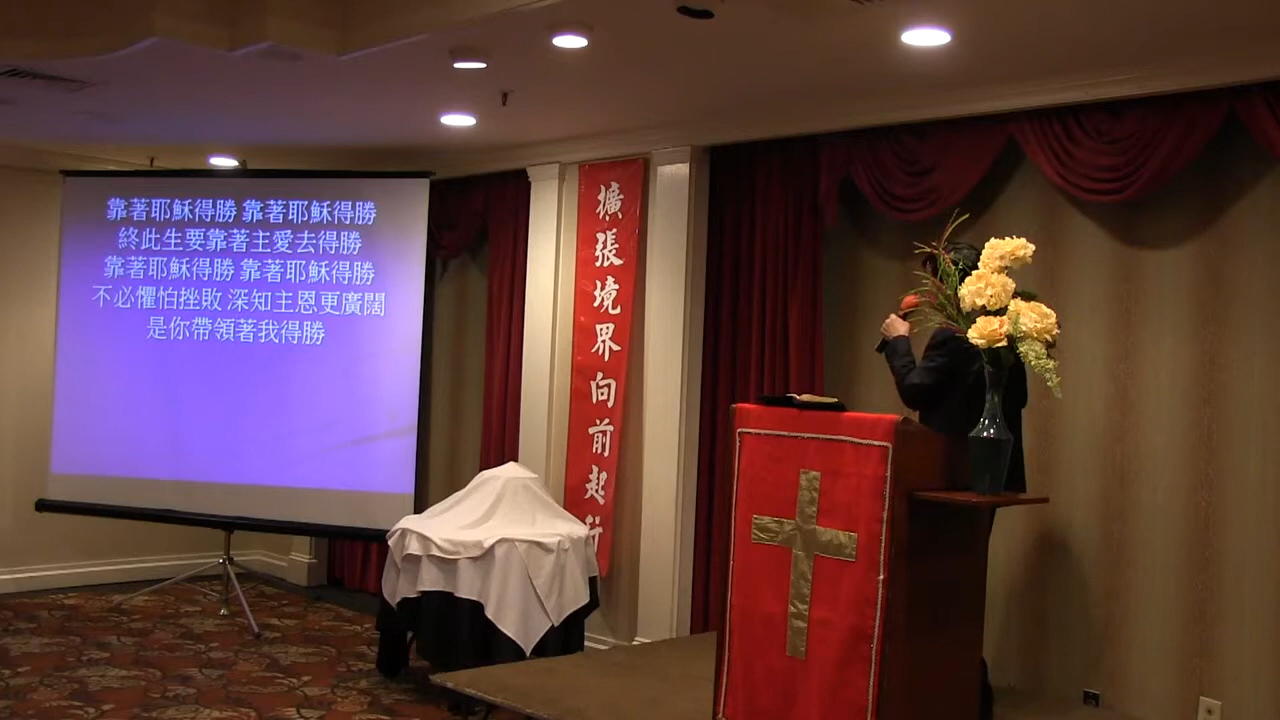 靠著耶穌得勝 靠著耶穌得勝
終此生要靠著主愛去得勝
靠著耶穌得勝 靠著耶穌得勝
不必懼怕挫敗 深知主恩更廣闊
是你帶領著我得勝
擴張境界向前起行